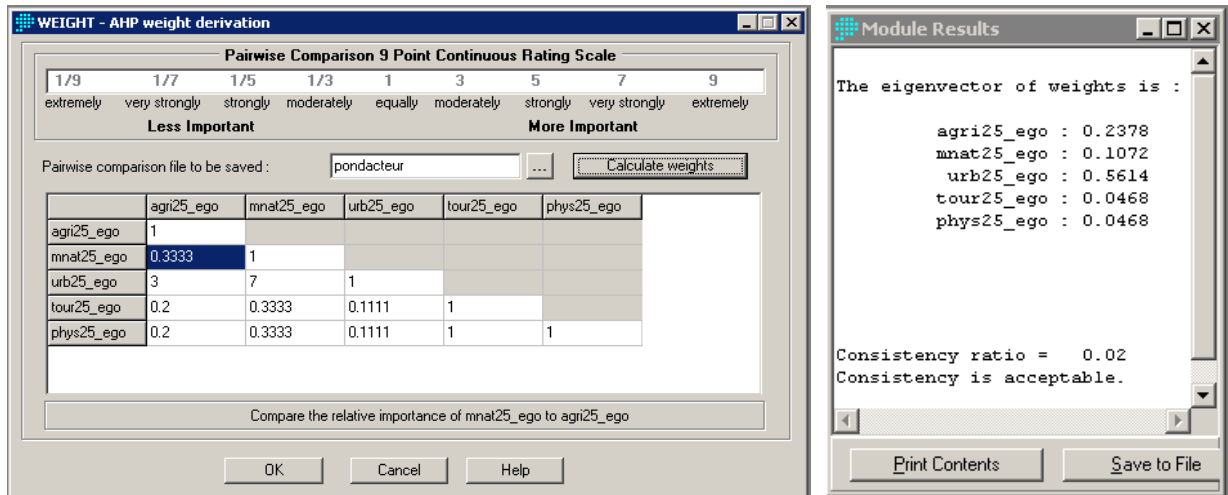 WEIGHT - AHP weight derivation
Pairwise Comparison 9 Point Continuous Rating Scale
1/9 1/7 1/5 1/3 1 3 5 7 9
extremely very strongly strongly moderately equally moderately strongly very strongly extremely
Less Important More Important
Pairwise comparison file to be saved : pondacteur ... Calculate weights
agri25_ego mnat25_ego urb25_ego tour25_ego phys25_ego
agri25_ego 1
mnat25_ego 0.3333 1
urb25_ego 3 7 1
tour25_ego 0.2 0.3333 0.1111 1
phys25_ego 0.2 0.3333 0.1111 1 1
Compare the relative importance of mnat25_ego to agri25_ego
OK Cancel Help
Module Results
The eigenvector of weights is :
agri25_ego : 0.2378
mnat25_ego : 0.1072
urb25_ego : 0.5614
tour25_ego : 0.0468
phys25_ego : 0.0468
Consistency ratio = 0.02
Consistency is acceptable.
Print Contents Save to File